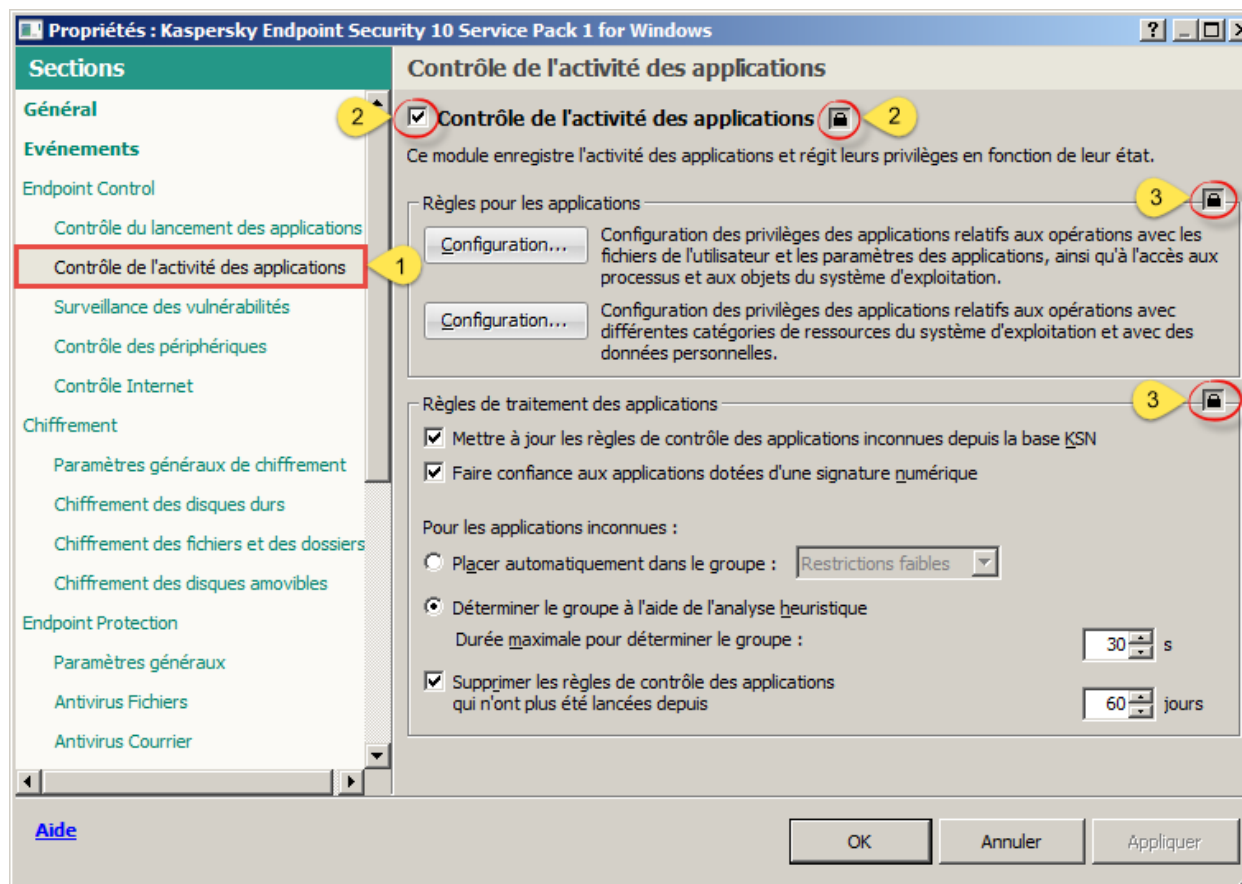 Propriétés : Kaspersky Endpoint Security 10 Service Pack 1 for Windows
Sections
Général
Evénements
Endpoint Control
Contrôle du lancement des applications
Contrôle de l'activité des applications
Surveillance des vulnérabilités
Contrôle des périphériques
Contrôle Internet
Chiffrement
Paramètres généraux de chiffrement
Chiffrement des disques durs
Chiffrement des fichiers et des dossiers
Chiffrement des disques amovibles
Endpoint Protection
Paramètres généraux
Antivirus Fichiers
Antivirus Courrier
1
2
Contrôle de l'activité des applications
Contrôle de l'activité des applications
2
Ce module enregistre l'activité des applications et régit leurs privilèges en fonction de leur état.
Règles pour les applications
3
Configuration...
Configuration des privilèges des applications relatifs aux opérations avec les
fichiers de l'utilisateur et les paramètres des applications, ainsi qu'à l'accès aux
processus et aux objets du système d'exploitation.
Configuration...
Configuration des privilèges des applications relatifs aux opérations avec
différentes catégories de ressources du système d'exploitation et avec des
données personnelles.
Règles de traitement des applications
3
Mettre à jour les règles de contrôle des applications inconnues depuis la base KSN
Faire confiance aux applications dotées d'une signature numérique
Pour les applications inconnues :
Placer automatiquement dans le groupe : Restrictions faibles
Déterminer le groupe à l'aide de l'analyse heuristique
Durée maximale pour déterminer le groupe : 30 s
Supprimer les règles de contrôle des applications
qui n'ont plus été lancées depuis 60 jours
Aide
OK
Annuler
Appliquer